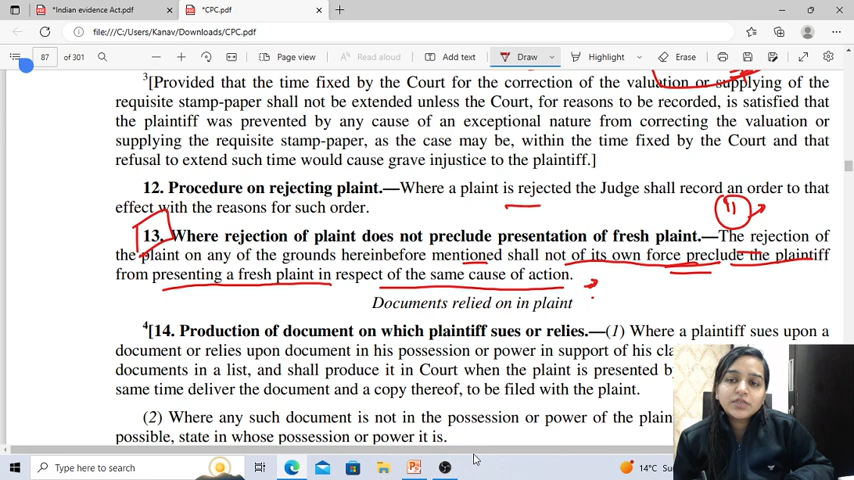 *Indian evidence Act.pdf
*CPC.pdf
file:///C:/Users/Kanav/Downloads/CPC.pdf
87 of 301
Page view
Read aloud
Add text
Draw
Highlight
Erase
3[Provided that the time fixed by the Court for the correction of the valuation or supplying of the
requisite stamp-paper shall not be extended unless the Court, for reasons to be recorded, is satisfied that
the plaintiff was prevented by any cause of an exceptional nature from correcting the valuation or
supplying the requisite stamp-paper, as the case may be, within the time fixed by the Court and that
refusal to extend such time would cause grave injustice to the plaintiff.]
12. Procedure on rejecting plaint.—Where a plaint is rejected the Judge shall record an order to that
effect with the reasons for such order.
11
13. Where rejection of plaint does not preclude presentation of fresh plaint.—The rejection of
the plaint on any of the grounds hereinbefore mentioned shall not of its own force preclude the plaintiff
from presenting a fresh plaint in respect of the same cause of action.
Documents relied on in plaint
4[14. Production of document on which plaintiff sues or relies.—(1) Where a plaintiff sues upon a
document or relies upon document in his possession or power in support of his
documents in a list, and shall produce it in Court when the plaint is presented
same time deliver the document and a copy thereof, to be filed with the plaint.
(2) Where any such document is not in the possession or power of the
possible, state in whose possession or power it is.
Type here to search
14°C